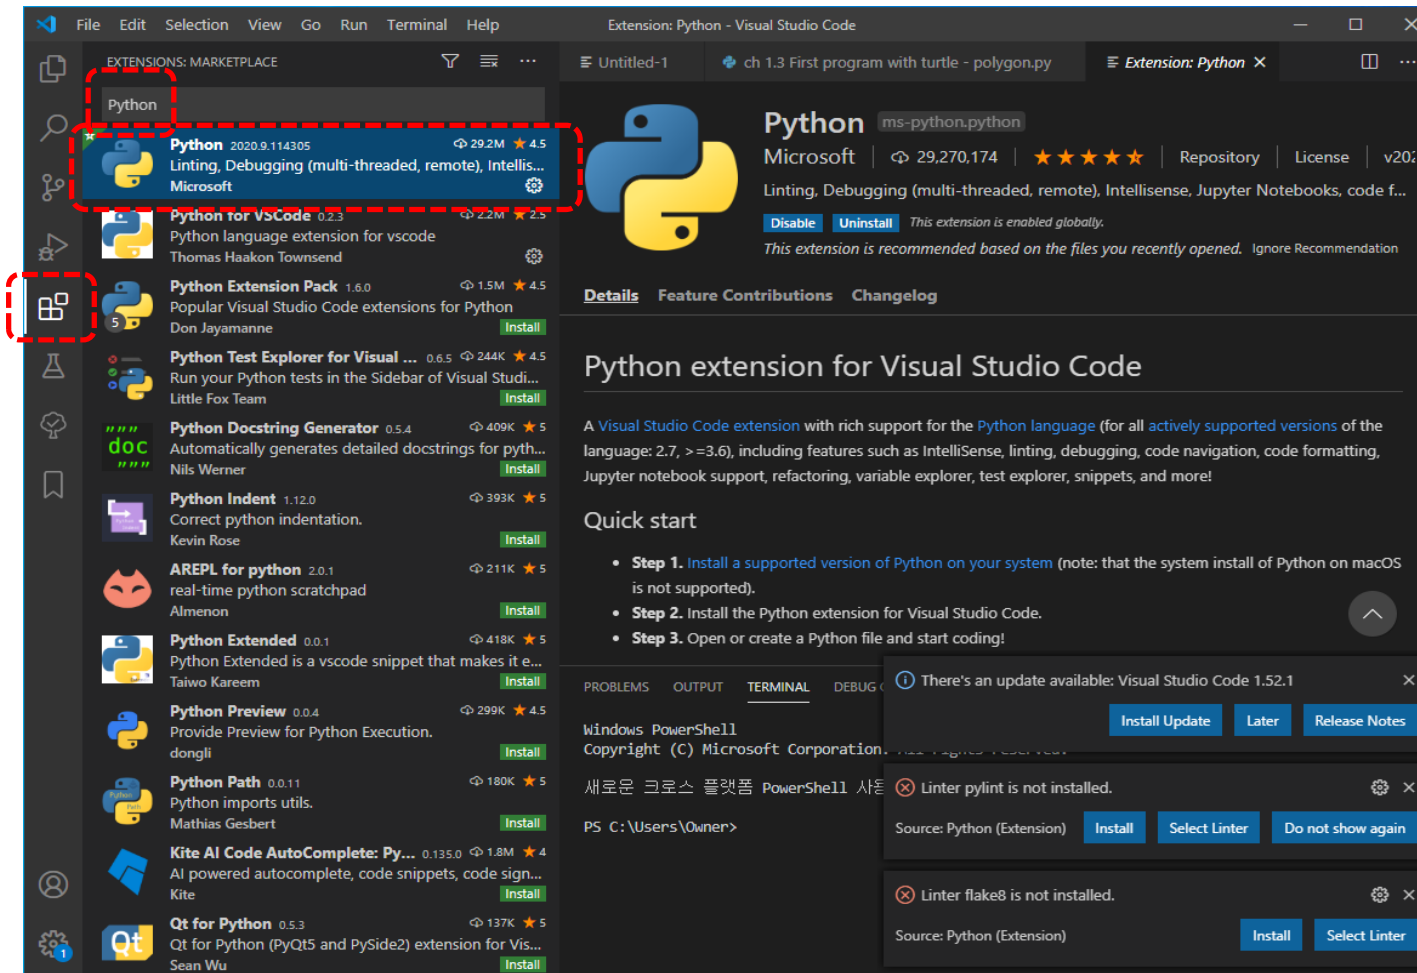 File Edit Selection View Go Run Terminal Help
Extension: Python - Visual Studio Code
EXTENSIONS: MARKETPLACE
Python
Python 2020.9.114305 29.2M 4.5
Linting, Debugging (multi-threaded, remote), Intellis...
Microsoft
Python for VSCode 0.2.3 2.2M 2.5
Python language extension for vscode
Thomas Haakon Townsend
Python Extension Pack 1.6.0 1.5M 4.5
Popular Visual Studio Code extensions for Python
Don Jayamanne Install
5
Python Test Explorer for Visual ... 0.6.5 244K 4.5
Run your Python tests in the Sidebar of Visual Studi...
Little Fox Team Install
Python Docstring Generator 0.5.4 409K 5
Automatically generates detailed docstrings for pyth...
Nils Werner Install
"""
doc
"""
Python Indent 1.12.0 393K 5
Correct python indentation.
Kevin Rose Install
AREPL for python 2.0.1 211K 5
real-time python scratchpad
Almenon Install
Python Extended 0.0.1 418K 5
Python Extended is a vscode snippet that makes it e...
Taiwo Kareem Install
Python Preview 0.0.4 299K 4.5
Provide Preview for Python Execution.
dongli Install
Python Path 0.0.11 180K 5
Python imports utils.
Mathias Gesbert Install
Python
Path
Kite AI Code AutoComplete: Py... 0.135.0 1.8M 4
AI powered autocomplete, code snippets, code sign...
Kite Install
Qt for Python 0.5.3 137K 5
Qt for Python (PyQt5 and PySide2) extension for Vis...
Sean Wu Install
Qt
1
Untitled-1 ch 1.3 First program with turtle - polygon.py Extension: Python
Python ms-python.python
Microsoft 29,270,174 Repository License v202
Linting, Debugging (multi-threaded, remote), Intellisense, Jupyter Notebooks, code f...
Disable Uninstall This extension is enabled globally.
This extension is recommended based on the files you recently opened. Ignore Recommendation
Details Feature Contributions Changelog
Python extension for Visual Studio Code
A Visual Studio Code extension with rich support for the Python language (for all actively supported versions of the
language: 2.7, >=3.6), including features such as IntelliSense, linting, debugging, code navigation, code formatting,
Jupyter notebook support, refactoring, variable explorer, test explorer, snippets, and more!
Quick start
• Step 1. Install a supported version of Python on your system (note: that the system install of Python on macOS
is not supported).
• Step 2. Install the Python extension for Visual Studio Code.
• Step 3. Open or create a Python file and start coding!
PROBLEMS OUTPUT TERMINAL DEBUG
Windows PowerShell
Copyright (C) Microsoft Corporation. All rights reserved.
새로운 크로스 플랫폼 PowerShell
PS C:\Users\Owner>
There's an update available: Visual Studio Code 1.52.1
Install Update Later Release Notes
Linter pylint is not installed.
Source: Python (Extension) Install Select Linter Do not show again
Linter flake8 is not installed.
Source: Python (Extension) Install Select Linter